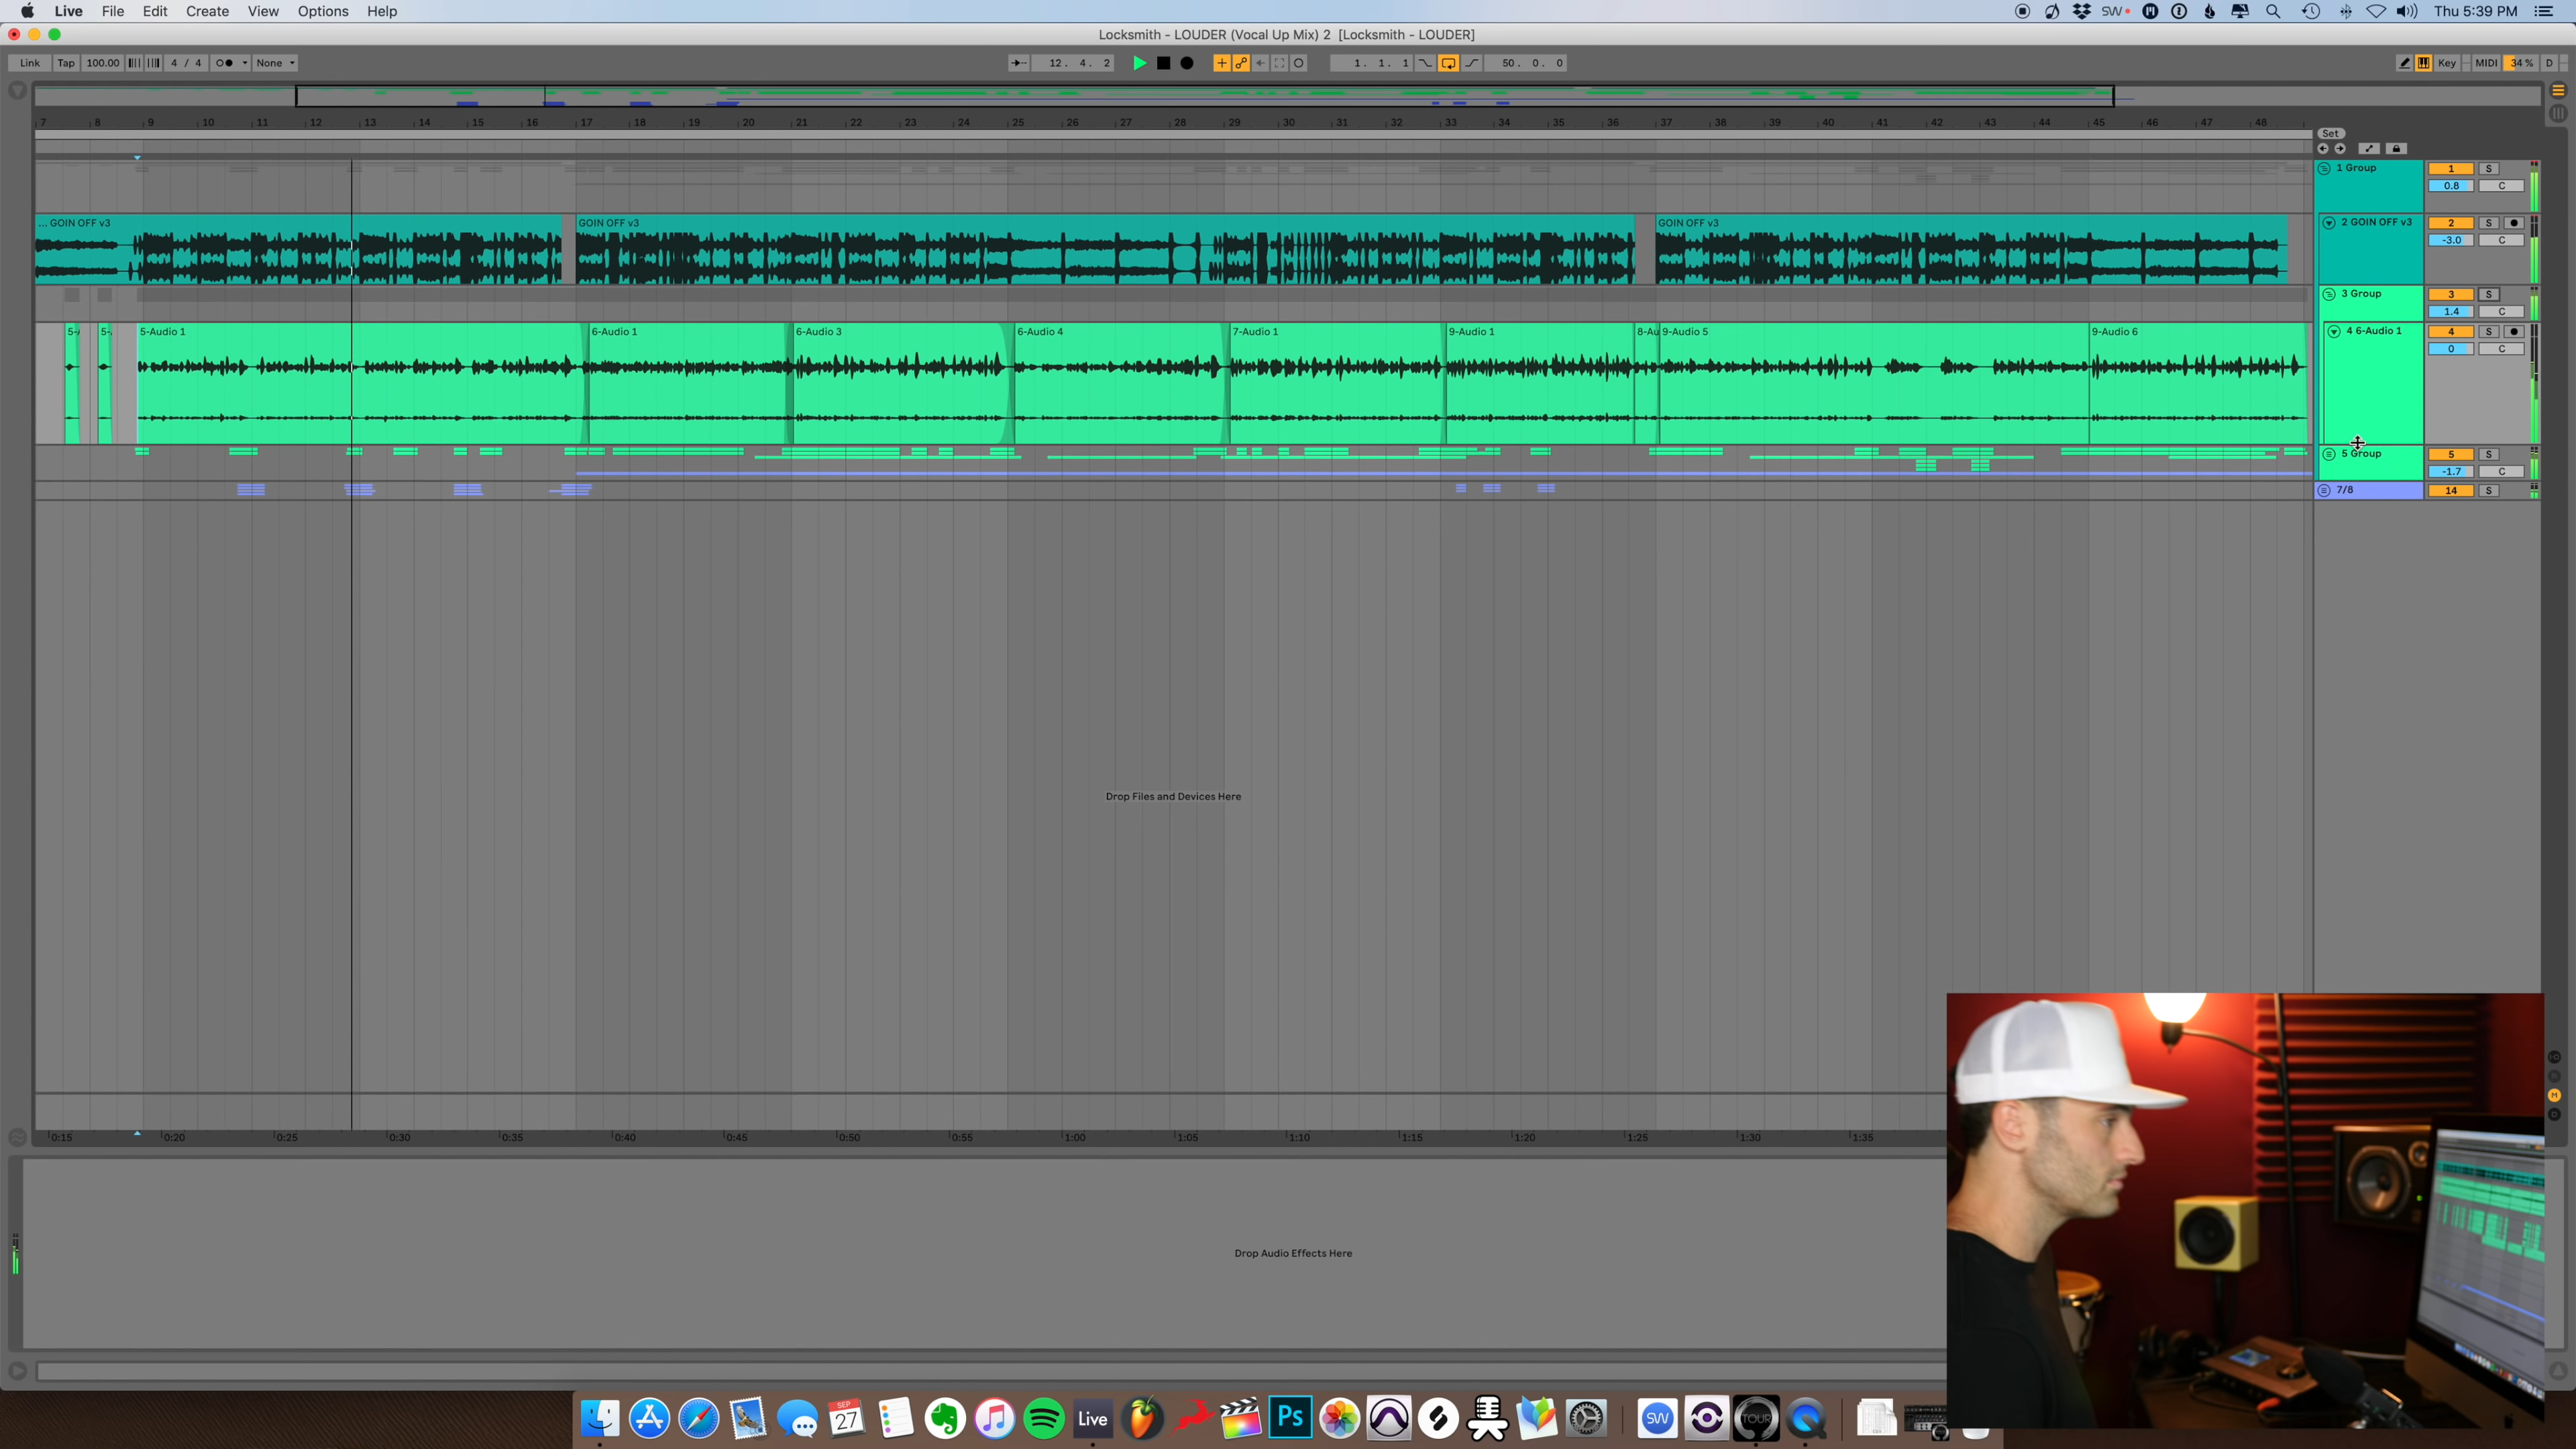 Live File Edit Create View Options Help SW Thu 5:39 PM
Locksmith - LOUDER (Vocal Up Mix) 2 [Locksmith - LOUDER]
Link Tap 100.00 4 / 4 None 12. 4. 2 1. 1. 1 50. 0. 0 Key MIDI 34 % D
7 8 9 10 11 12 13 14 15 16 17 18 19 20 21 22 23 24 25 26 27 28 29 30 31 32 33 34 35 36 37 38 39 40 41 42 43 44 45 46 47 48
Set
1 Group 1 S
0.8 C
... GOIN OFF v3 GOIN OFF v3 GOIN OFF v3 2 GOIN OFF v3 2 S
-3.0 C
3 Group 3 S
1.4 C
5-Audio 1 6-Audio 1 6-Audio 3 6-Audio 4 7-Audio 1 9-Audio 1 8-Au 9-Audio 5 9-Audio 6 4 6-Audio 1 4 S
0 C
5 Group 5 S
-1.7 C
7/8 14 S
Drop Files and Devices Here
0:15 0:20 0:25 0:30 0:35 0:40 0:45 0:50 0:55 1:00 1:05 1:10 1:15 1:20 1:25 1:30 1:35
M
Drop Audio Effects Here
SEP
27
Live
Ps
SW
TOUR